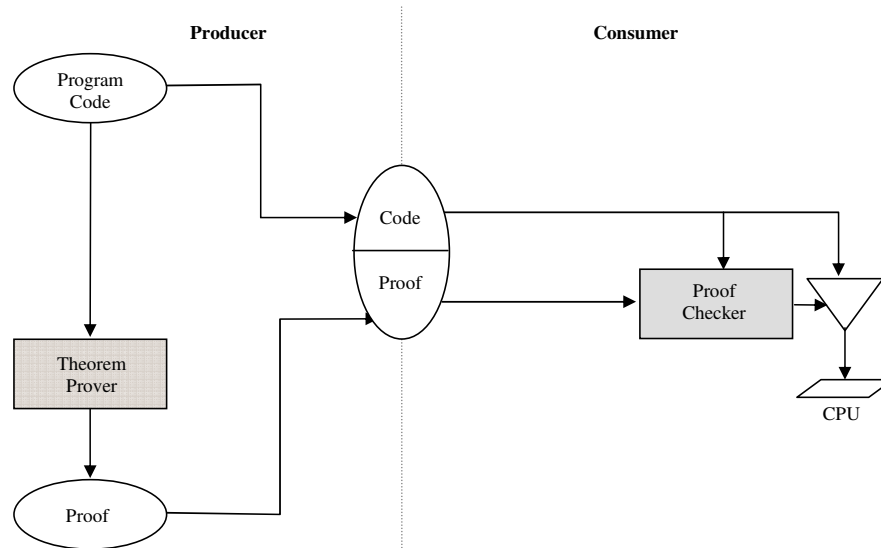 Producer
Consumer
Program
Code
Code
Proof
Proof
Checker
Theorem
Prover
CPU
Proof